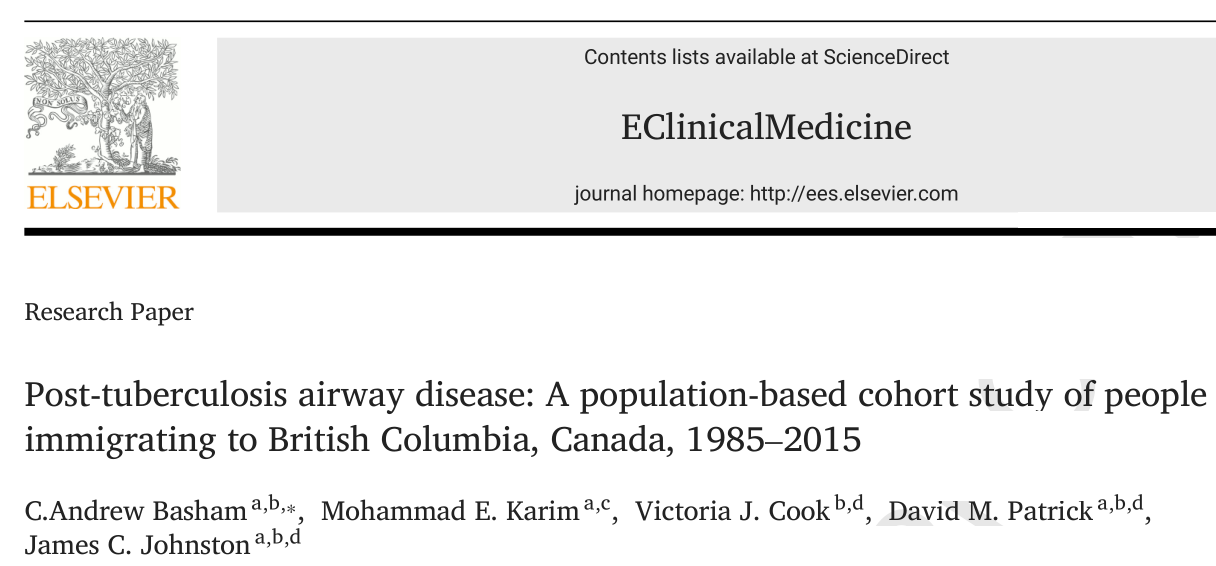 NON SOLUS
ELSEVIER
Contents lists available at ScienceDirect
EClinicalMedicine
journal homepage: http://ees.elsevier.com
Research Paper
Post-tuberculosis airway disease: A population-based cohort study of people
immigrating to British Columbia, Canada, 1985–2015
C.Andrew Basham a,b,*, Mohammad E. Karim a,c, Victoria J. Cook b,d, David M. Patrick a,b,d,
James C. Johnston a,b,d